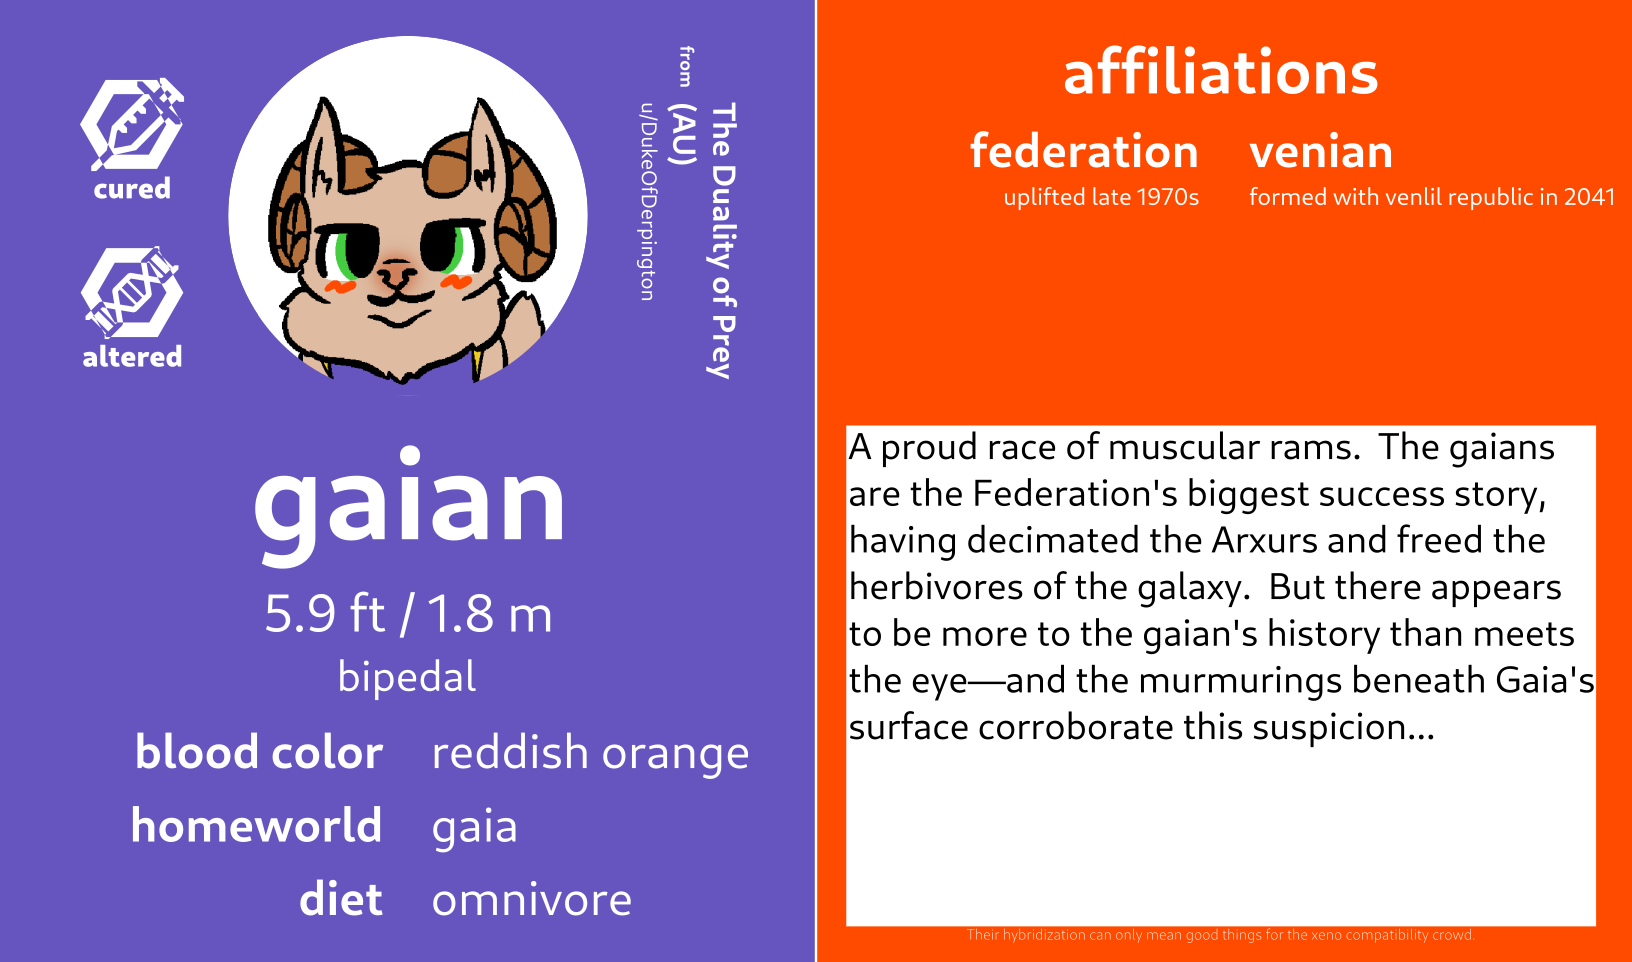 cured
altered
from
The Duality of Prey
(AU)
u/DukeOfDerpington
gaian
5.9 ft / 1.8 m
bipedal
blood color reddish orange
homeworld gaia
diet omnivore
affiliations
federation
uplifted late 1970s
venian
formed with venlil republic in 2041
A proud race of muscular rams.  The gaians
are the Federation's biggest success story,
having decimated the Arxurs and freed the
herbivores of the galaxy.  But there appears
to be more to the gaian's history than meets
the eye—and the murmurings beneath Gaia's
surface corroborate this suspicion...
Their hybridization can only mean good things for the xeno compatibility crowd.